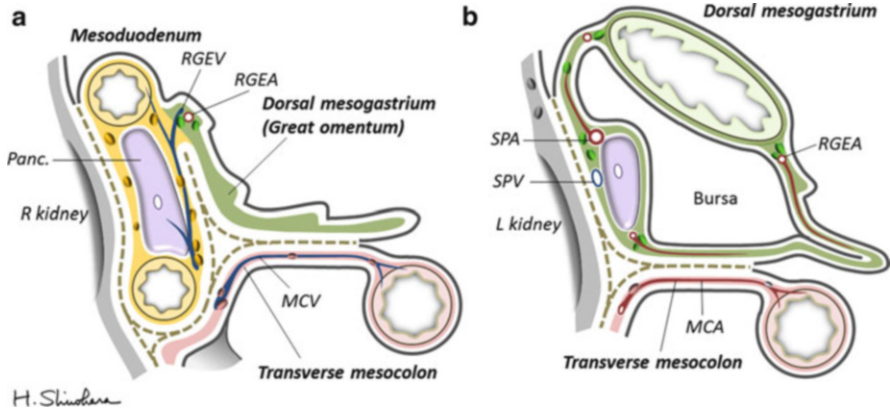 a
Mesoduodenum
RGEV
RGEA
Dorsal mesogastrium
(Great omentum)
Panc.
R kidney
MCV
Transverse mesocolon
H. Shinohara
b
Dorsal mesogastrium
SPA
RGEA
SPV
Bursa
L kidney
MCA
Transverse mesocolon